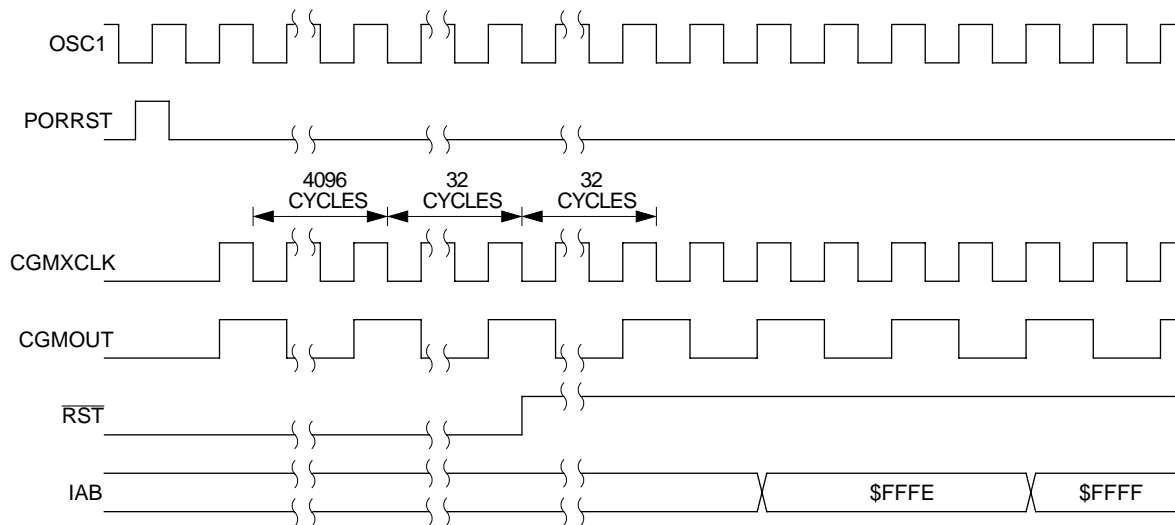 OSC1
PORRST
4096
CYCLES
32
CYCLES
32
CYCLES
CGMXCLK
CGMOUT
RST
IAB
$FFFE
$FFFF